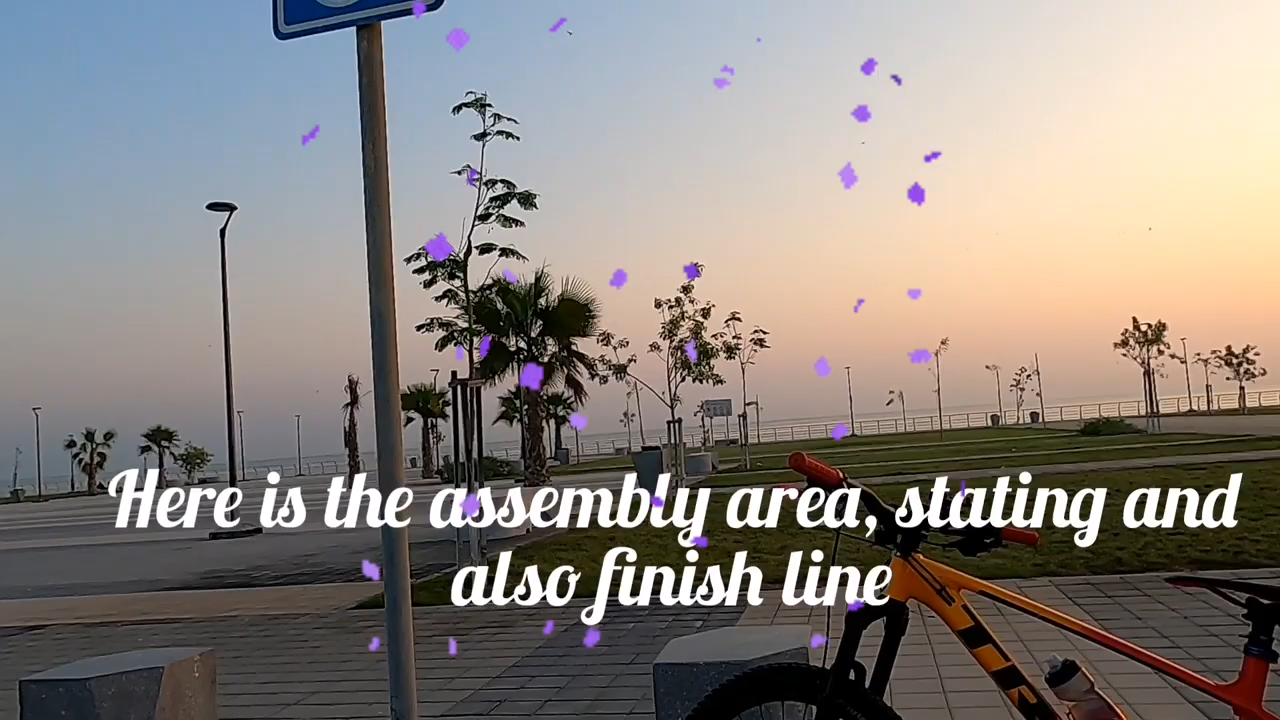 Here is the assembly area, stating and
also finish line